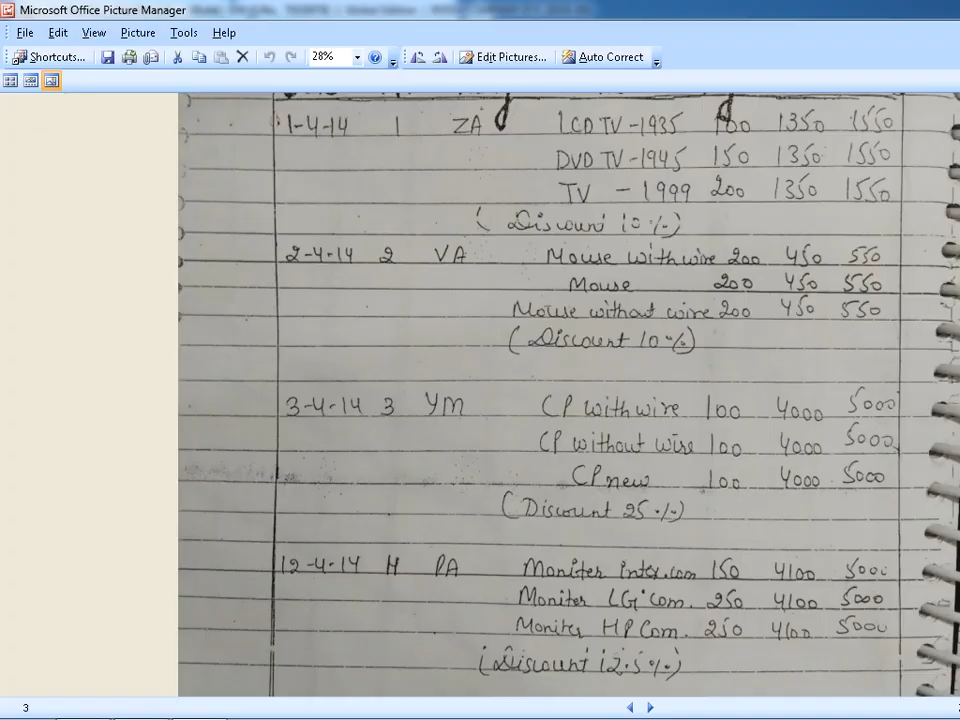 Microsoft Office Picture Manager
File Edit View Picture Tools Help
Shortcuts... 28% Edit Pictures... Auto Correct
1-4-14 1 ZA LCD TV -1935 100 1350 1550
DVD TV -1945 150 1350 1550
TV - 1999 200 1350 1550
( Discount 10 %)
2-4-14 2 VA Mouse with wire 200 450 550
Mouse 200 450 550
Mouse without wire 200 450 550
(Discount 10 %)
3-4-14 3 YM CP with wire 100 4000 5000
CP without wire 100 4000 5000
CP new 100 4000 5000
(Discount 25 %)
12-4-14 4 PA Moniter Intex.com 150 4100 5000
Moniter LG Com. 250 4100 5000
Moniter HP Com. 250 4100 5000
(Discount 12.5 %)
3